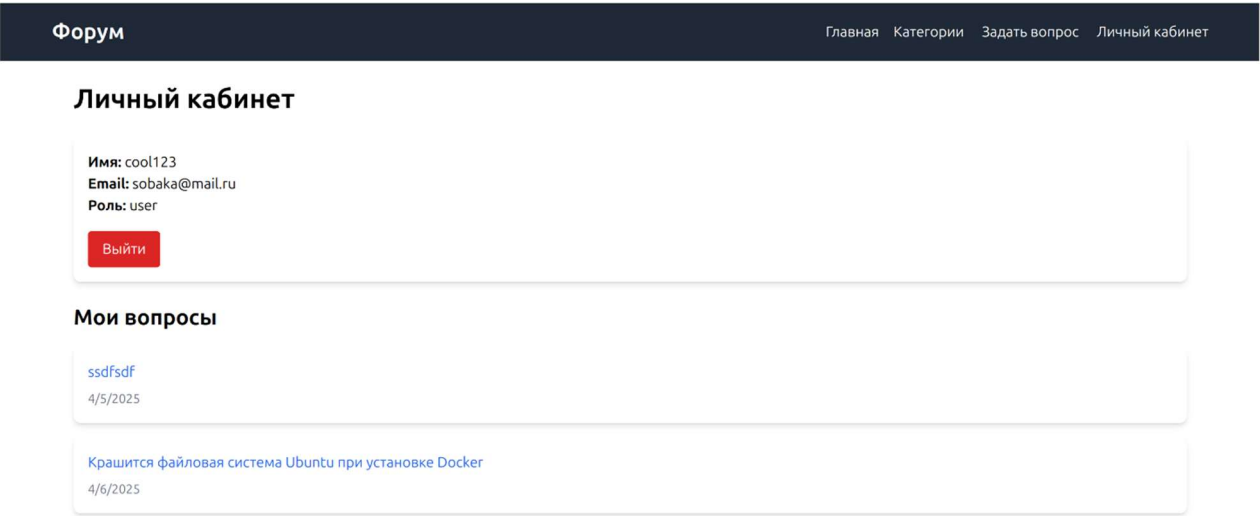 Форум
Главная Категории Задать вопрос Личный кабинет
Личный кабинет
Имя: cool123
Email: sobaka@mail.ru
Роль: user
Выйти
Мои вопросы
ssdfsdf
4/5/2025
Крашится файловая система Ubuntu при установке Docker
4/6/2025